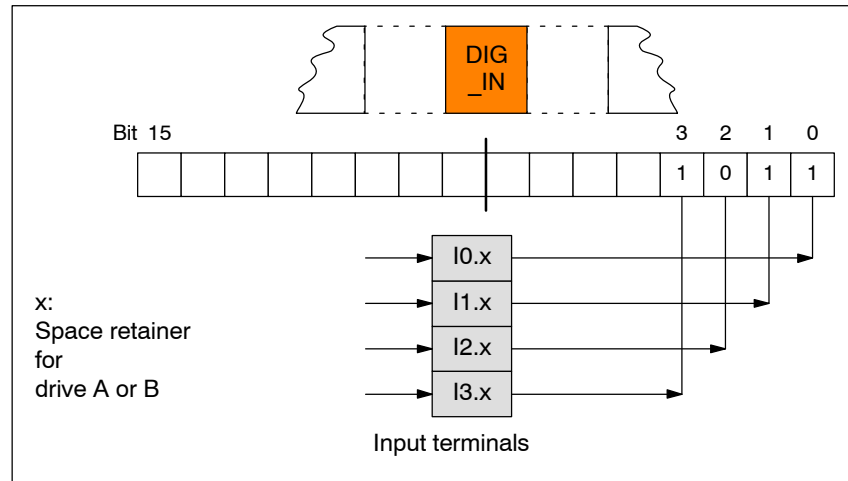 DIG
_IN
Bit 15 3 2 1 0
1 0 1 1
I0.x
I1.x
I2.x
I3.x
x:
Space retainer
for
drive A or B
Input terminals